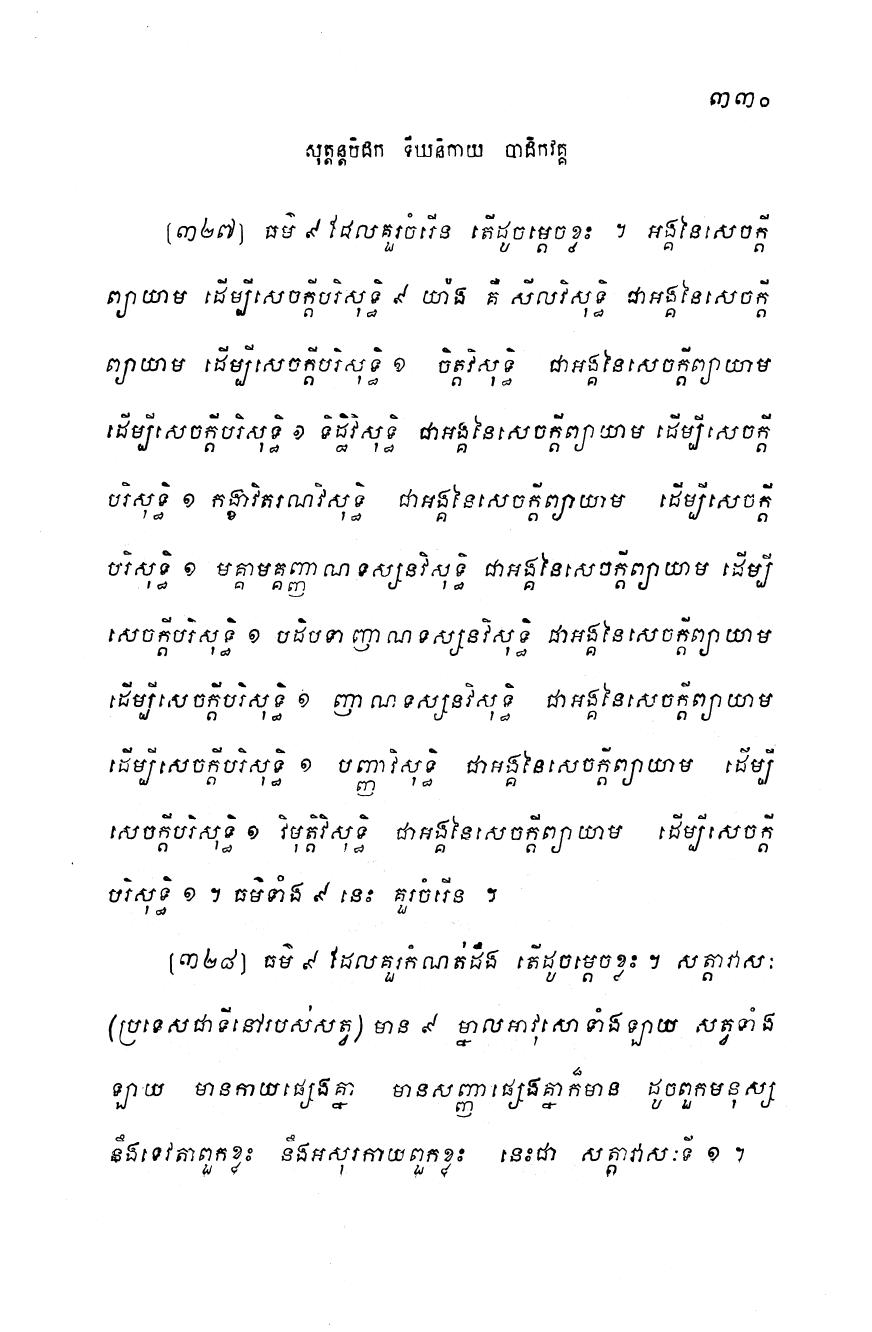 ៣៣០
សុត្តន្តបិដក ទីឃនិកាយ បាដិកវគ្គ
(៣២៧) ធម៌ ៩ ដែលគួរចំរើន តើដូចម្តេចខ្លះ ។ អង្គនៃសេចក្តី
ព្យាយាម ដើម្បីសេចក្តីបរិសុទ្ធិ ៩ យ៉ាង គឺ សីលវិសុទ្ធិ ជាអង្គនៃសេចក្តី
ព្យាយាម ដើម្បីសេចក្តីបរិសុទ្ធិ ១ ចិត្តវិសុទ្ធិ ជាអង្គនៃសេចក្តីព្យាយាម
ដើម្បីសេចក្តីបរិសុទ្ធិ ១ ទិដ្ឋិវិសុទ្ធិ ជាអង្គនៃសេចក្តីព្យាយាម ដើម្បីសេចក្តី
បរិសុទ្ធិ ១ កង្ខាវិតរណវិសុទ្ធិ ជាអង្គនៃសេចក្តីព្យាយាម ដើម្បីសេចក្តី
បរិសុទ្ធិ ១ មគ្គាមគ្គញ្ញាណទស្សនវិសុទ្ធិ ជាអង្គនៃសេចក្តីព្យាយាម ដើម្បី
សេចក្តីបរិសុទ្ធិ ១ បដិបទាញាណទស្សនវិសុទ្ធិ ជាអង្គនៃសេចក្តីព្យាយាម
ដើម្បីសេចក្តីបរិសុទ្ធិ ១ ញាណទស្សនវិសុទ្ធិ ជាអង្គនៃសេចក្តីព្យាយាម
ដើម្បីសេចក្តីបរិសុទ្ធិ ១ បញ្ញាវិសុទ្ធិ ជាអង្គនៃសេចក្តីព្យាយាម ដើម្បី
សេចក្តីបរិសុទ្ធិ ១ វិមុត្តិវិសុទ្ធិ ជាអង្គនៃសេចក្តីព្យាយាម ដើម្បីសេចក្តី
បរិសុទ្ធិ ១ ។ ធម៌ទាំង ៩ នេះ គួរចំរើន ។
(៣២៨) ធម៌ ៩ ដែលគួរកំណត់ដឹង តើដូចម្តេចខ្លះ ។ សត្តាវាសៈ
(ប្រទេសជាទីនៅរបស់សត្វ) មាន ៩ ម្នាលអាវុសោទាំងឡាយ សត្វទាំង
ឡាយ មានកាយផ្សេងគ្នា មានសញ្ញាផ្សេងគ្នាក៏មាន ដូចពួកមនុស្ស
នឹងទេវតាពួកខ្លះ នឹងអសុរកាយពួកខ្លះ នេះជា សត្តាវាសៈទី ១ ។